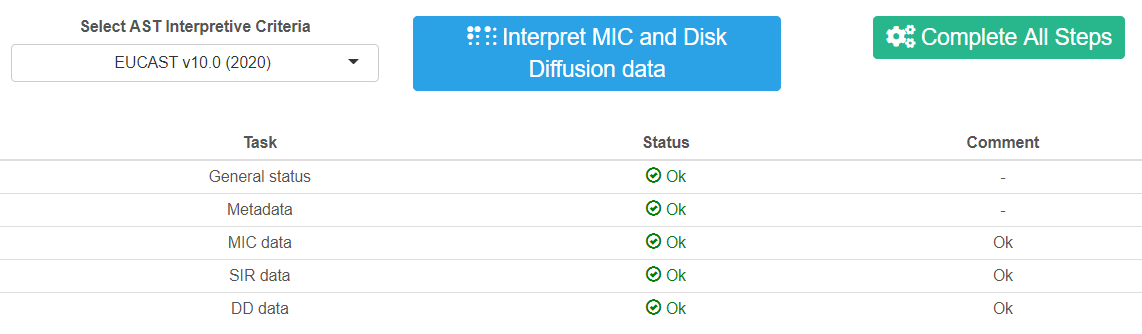 Select AST Interpretive Criteria
EUCAST v10.0 (2020)
Interpret MIC and Disk
Diffusion data
Complete All Steps
Task Status Comment
General status Ok -
Metadata Ok -
MIC data Ok Ok
SIR data Ok Ok
DD data Ok Ok